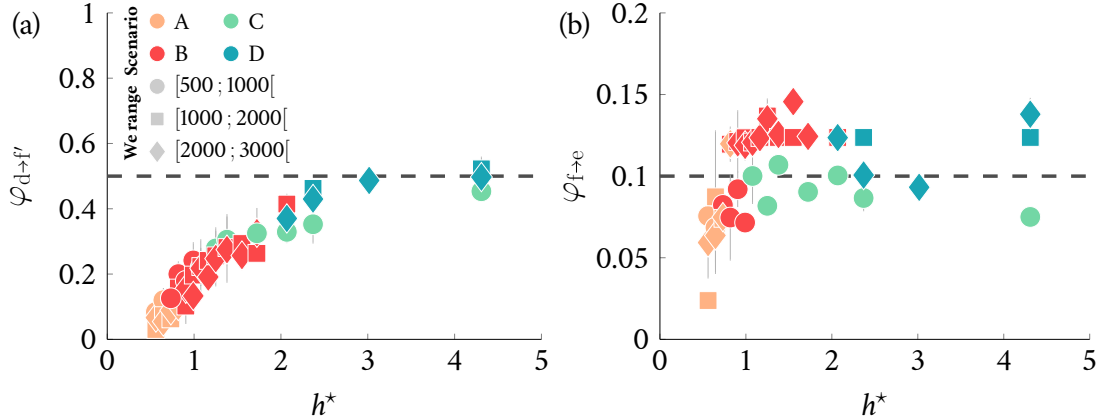 (a)
Scenario
A
C
B
D
We range
[500 ; 1000[
[1000 ; 2000[
[2000 ; 3000[
φd→f′
1
0.8
0.6
0.4
0.2
0
0
1
2
3
4
5
h⋆
(b)
φf→e
0.2
0.15
0.1
0.05
0
0
1
2
3
4
5
h⋆